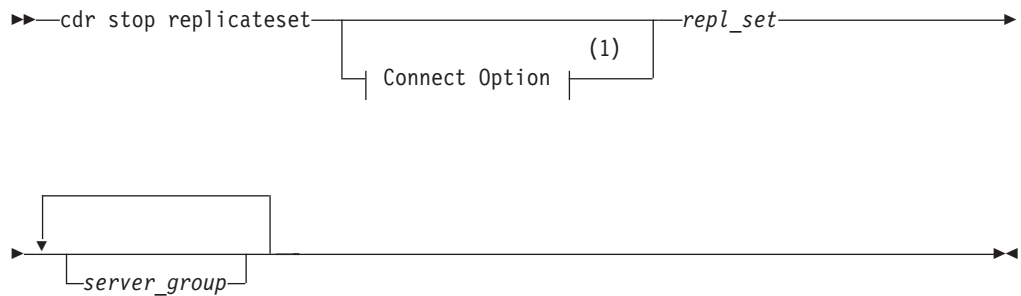 cdr stop replicateset repl_set
(1)
Connect Option
server_group